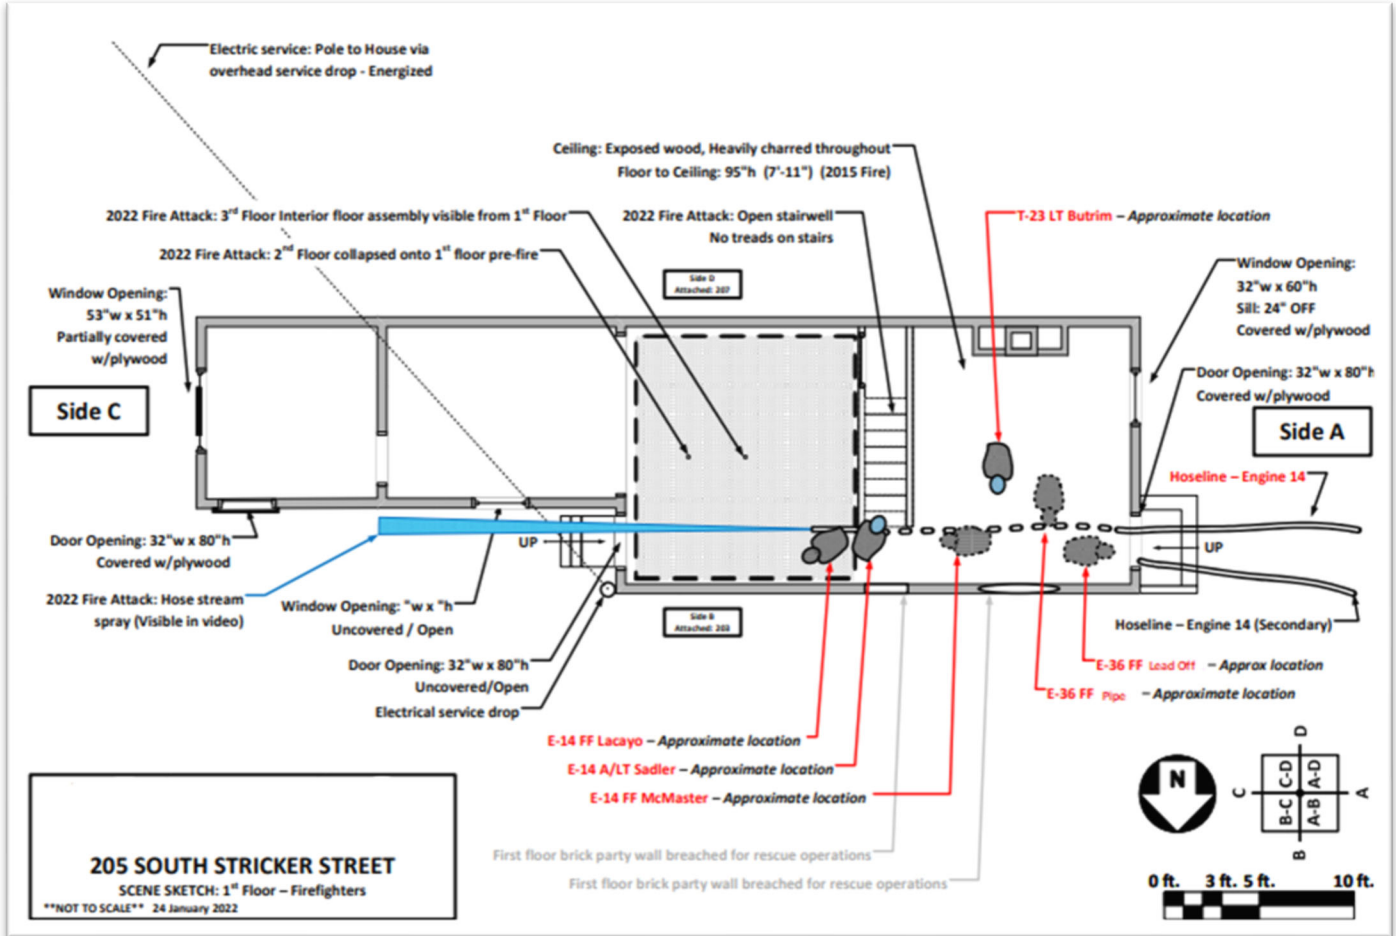 Electric service: Pole to House via
overhead service drop - Energized
Ceiling: Exposed wood, Heavily charred throughout
Floor to Ceiling: 95"h (7'-11") (2015 Fire)
2022 Fire Attack: 3rd Floor Interior floor assembly visible from 1st Floor
2022 Fire Attack: 2nd Floor collapsed onto 1st floor pre-fire
2022 Fire Attack: Open stairwell
No treads on stairs
T-23 LT Butrim – Approximate location
Window Opening:
32"w x 60"h
Sill: 24" OFF
Covered w/plywood
Window Opening:
53"w x 51"h
Partially covered
w/plywood
Side D
Attached: 207
Door Opening: 32"w x 80"h
Covered w/plywood
Side C
Side A
Hoseline – Engine 14
Door Opening: 32"w x 80"h
Covered w/plywood
UP
UP
2022 Fire Attack: Hose stream
spray (Visible in video)
Window Opening: "w x "h
Uncovered / Open
Side B
Attached: 203
Hoseline – Engine 14 (Secondary)
Door Opening: 32"w x 80"h
Uncovered/Open
Electrical service drop
E-36 FF Lead Off – Approx location
E-36 FF Pipe – Approximate location
E-14 FF Lacayo – Approximate location
E-14 A/LT Sadler – Approximate location
E-14 FF McMaster – Approximate location
First floor brick party wall breached for rescue operations
First floor brick party wall breached for rescue operations
N
D
C
C-D
A-D
B-C
A-B
A
B
0 ft. 3 ft. 5 ft. 10 ft.
205 SOUTH STRICKER STREET
SCENE SKETCH: 1st Floor – Firefighters
**NOT TO SCALE** 24 January 2022